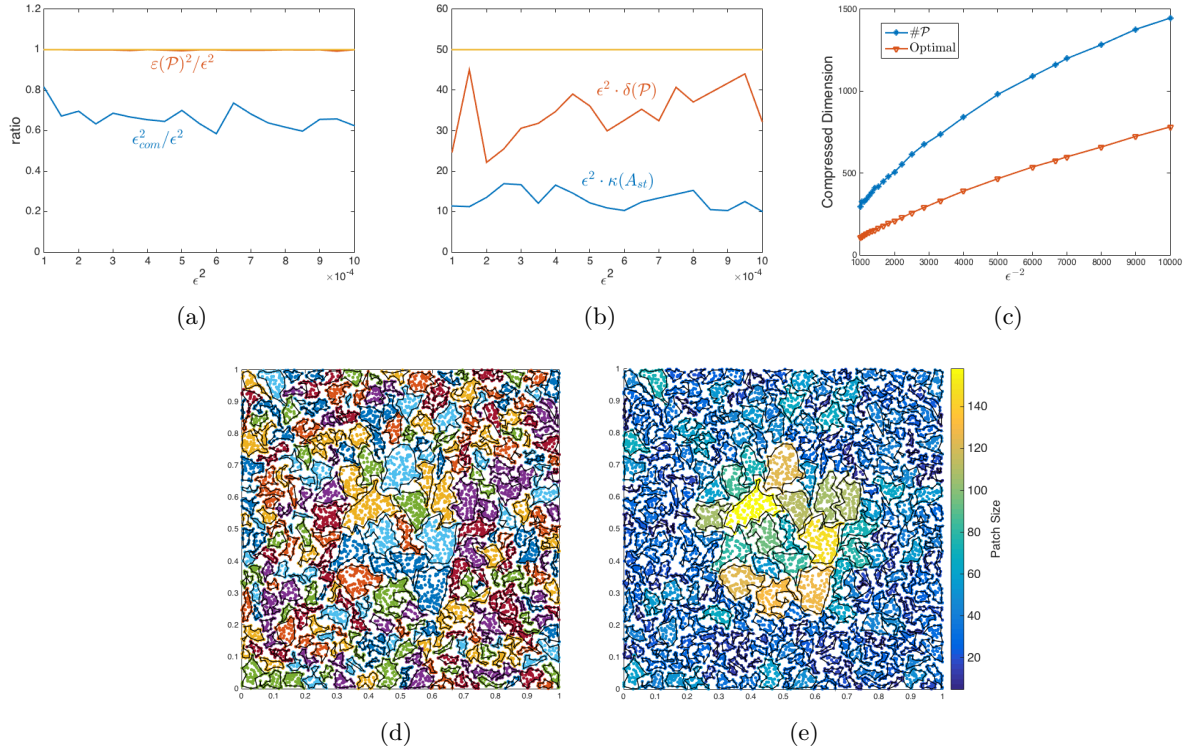 1.2
1
0.8
0.6
0.4
0.2
0
ratio
ε(𝒫)²/ϵ²
ϵ²_com/ϵ²
1 2 3 4 5 6 7 8 9 10
×10⁻⁴
ϵ²
(a)
60
50
40
30
20
10
0
ϵ² · δ(𝒫)
ϵ² · κ(A_st)
1 2 3 4 5 6 7 8 9 10
×10⁻⁴
ϵ²
(b)
1500
1000
500
0
Compressed Dimension
#𝒫
Optimal
1000 2000 3000 4000 5000 6000 7000 8000 9000 10000
ϵ⁻²
(c)
1
0.9
0.8
0.7
0.6
0.5
0.4
0.3
0.2
0.1
0
0 0.1 0.2 0.3 0.4 0.5 0.6 0.7 0.8 0.9 1
(d)
1
0.9
0.8
0.7
0.6
0.5
0.4
0.3
0.2
0.1
0
0 0.1 0.2 0.3 0.4 0.5 0.6 0.7 0.8 0.9 1
140
120
100
80
60
40
20
Patch Size
(e)